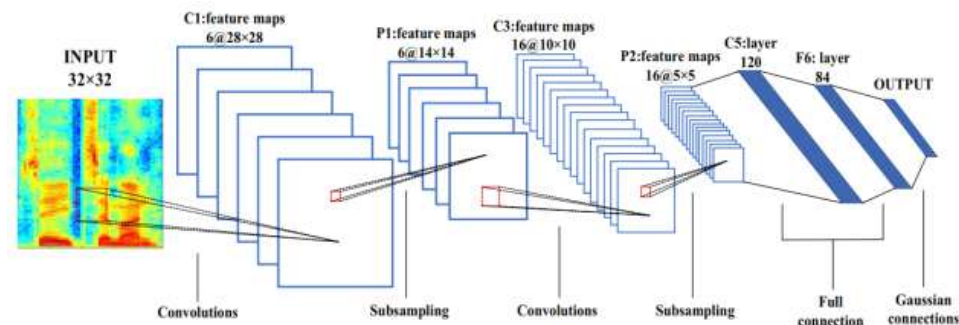 INPUT
32×32
C1:feature maps
6@28×28
P1:feature maps
6@14×14
C3:feature maps
16@10×10
P2:feature maps
16@5×5
C5:layer
120
F6: layer
84
OUTPUT
Convolutions
Subsampling
Convolutions
Subsampling
Full
connection
Gaussian
connections